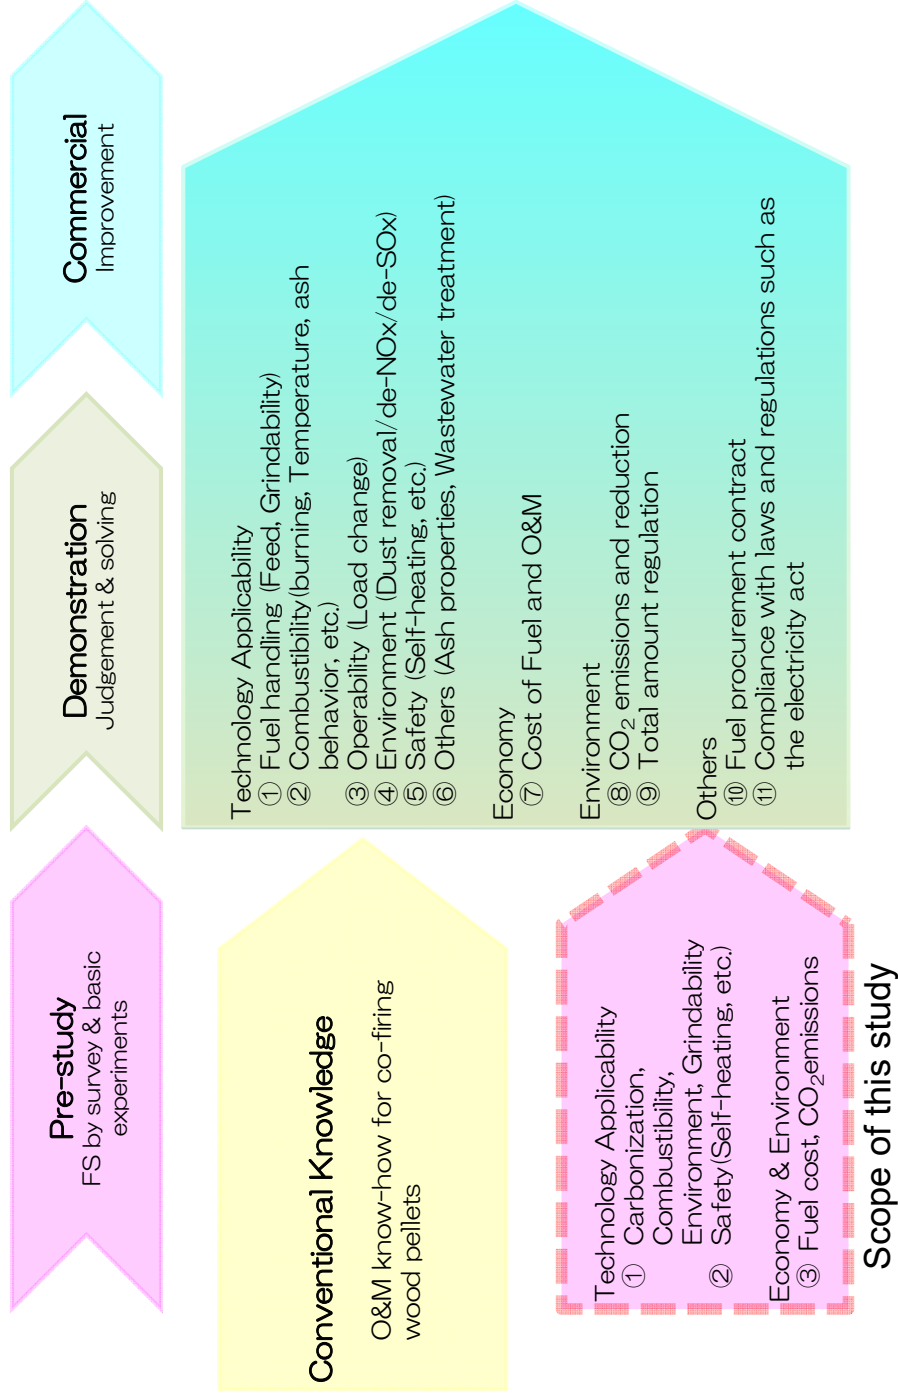 Pre-study
FS by survey & basic
experiments
Demonstration
Judgement & solving
Commercial
Improvement
Conventional Knowledge
O&M know-how for co-firing
wood pellets
Technology Applicability
① Carbonization,
Combustibility,
Environment, Grindability
② Safety(Self-heating, etc.)
Economy & Environment
③ Fuel cost, CO₂emissions
Scope of this study
Technology Applicability
① Fuel handling (Feed, Grindability)
② Combustibility(burning, Temperature, ash
behavior, etc.)
③ Operability (Load change)
④ Environment (Dust removal/de-NOx/de-SOx)
⑤ Safety (Self-heating, etc.)
⑥ Others (Ash properties, Wastewater treatment)
Economy
⑦ Cost of Fuel and O&M
Environment
⑧ CO₂ emissions and reduction
⑨ Total amount regulation
Others
⑩ Fuel procurement contract
⑪ Compliance with laws and regulations such as
the electricity act